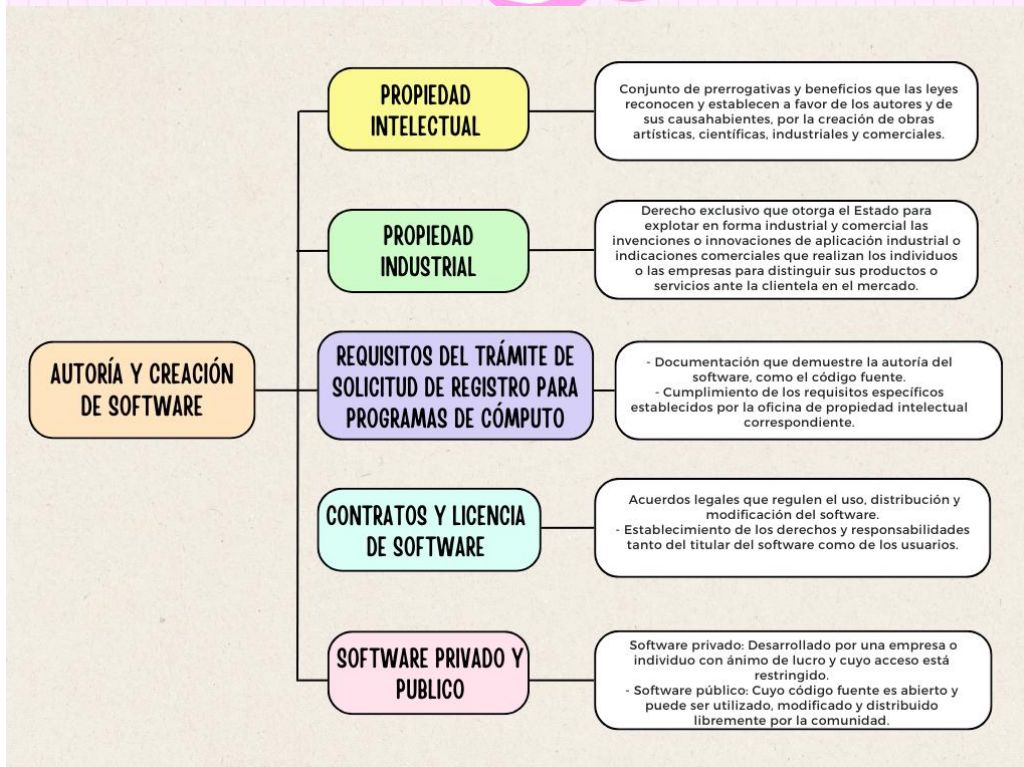 PROPIEDAD
INTELECTUAL
Conjunto de prerrogativas y beneficios que las leyes
reconocen y establecen a favor de los autores y de
sus causahabientes, por la creación de obras
artísticas, científicas, industriales y comerciales.
PROPIEDAD
INDUSTRIAL
Derecho exclusivo que otorga el Estado para
explotar en forma industrial y comercial las
invenciones o innovaciones de aplicación industrial o
indicaciones comerciales que realizan los individuos
o las empresas para distinguir sus productos o
servicios ante la clientela en el mercado.
AUTORÍA Y CREACIÓN
DE SOFTWARE
REQUISITOS DEL TRÁMITE DE
SOLICITUD DE REGISTRO PARA
PROGRAMAS DE CÓMPUTO
- Documentación que demuestre la autoría del
software, como el código fuente.
- Cumplimiento de los requisitos específicos
establecidos por la oficina de propiedad intelectual
correspondiente.
CONTRATOS Y LICENCIA
DE SOFTWARE
Acuerdos legales que regulen el uso, distribución y
modificación del software.
- Establecimiento de los derechos y responsabilidades
tanto del titular del software como de los usuarios.
SOFTWARE PRIVADO Y
PUBLICO
Software privado: Desarrollado por una empresa o
individuo con ánimo de lucro y cuyo acceso está
restringido.
- Software público: Cuyo código fuente es abierto y
puede ser utilizado, modificado y distribuido
libremente por la comunidad.